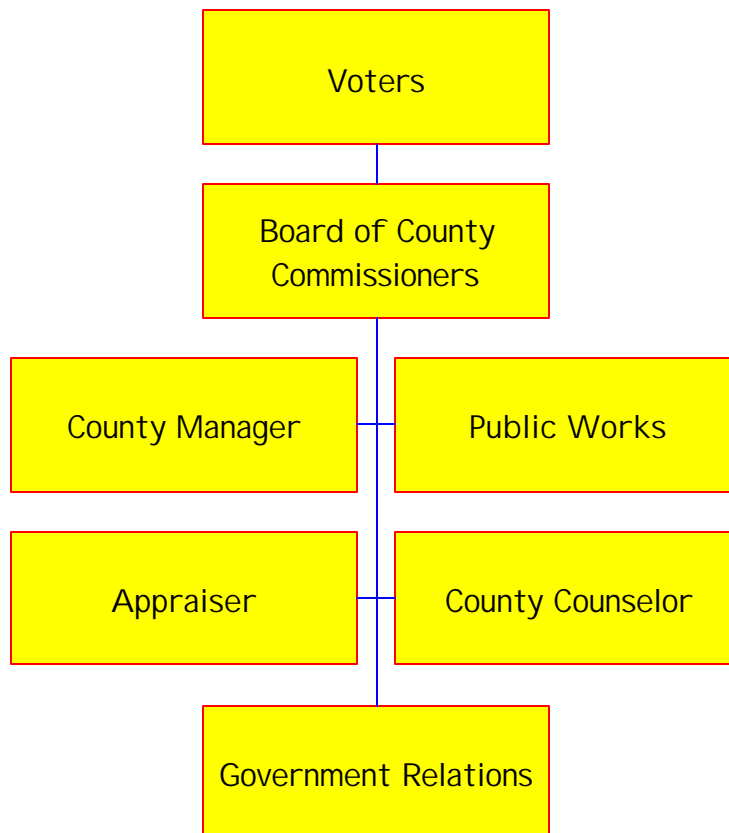 Voters
Board of County
Commissioners
County Manager
Public Works
Appraiser
County Counselor
Government Relations